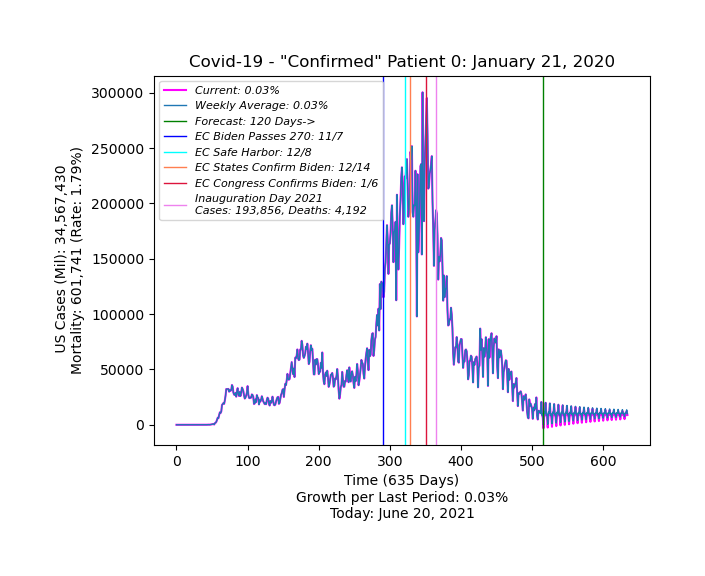 Covid-19 - "Confirmed" Patient 0: January 21, 2020
US Cases (Mil): 34,567,430
Mortality: 601,741 (Rate: 1.79%)
300000
250000
200000
150000
100000
50000
0
Current: 0.03%
Weekly Average: 0.03%
Forecast: 120 Days->
EC Biden Passes 270: 11/7
EC Safe Harbor: 12/8
EC States Confirm Biden: 12/14
EC Congress Confirms Biden: 1/6
Inauguration Day 2021
Cases: 193,856, Deaths: 4,192
0 100 200 300 400 500 600
Time (635 Days)
Growth per Last Period: 0.03%
Today: June 20, 2021